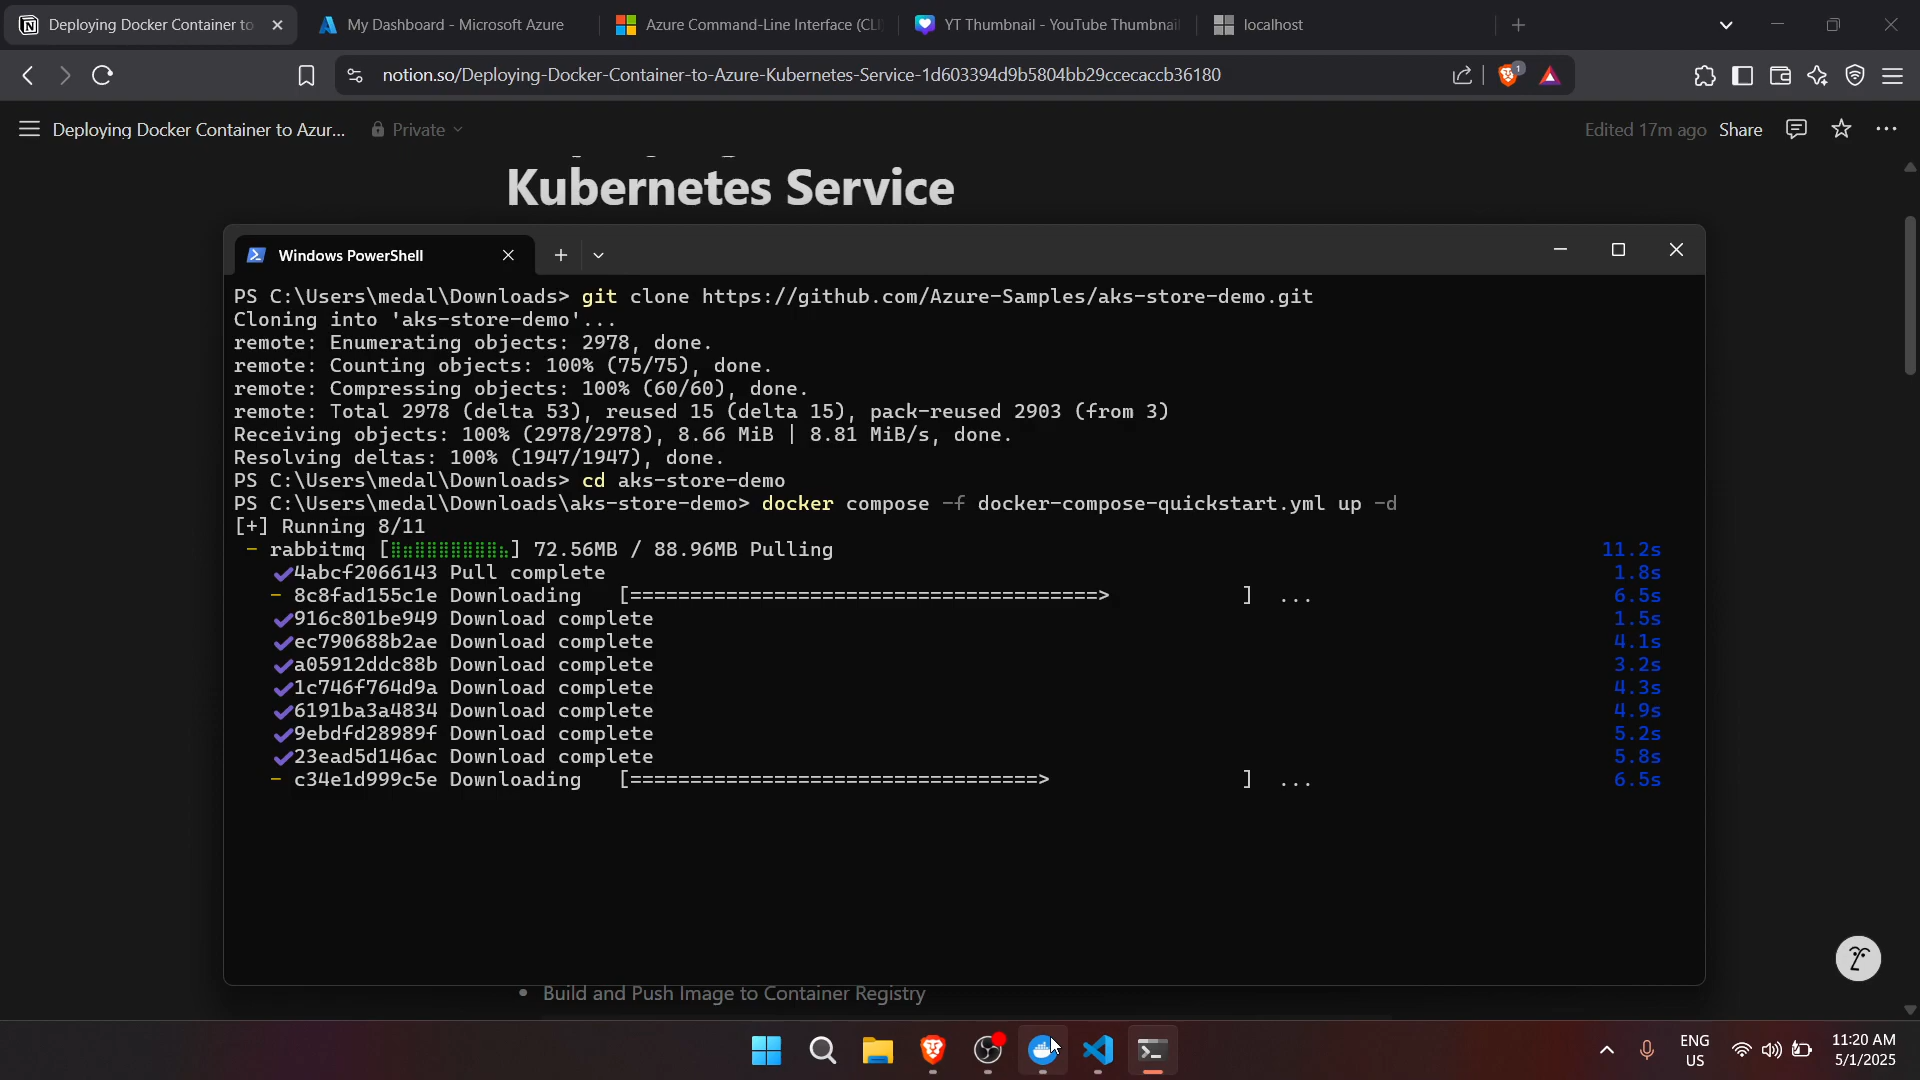 Deploying Docker Container to
My Dashboard - Microsoft Azure
Azure Command-Line Interface (CLI
YT Thumbnail - YouTube Thumbnail
localhost
notion.so/Deploying-Docker-Container-to-Azure-Kubernetes-Service-1d603394d9b5804bb29ccecaccb36180
1
Deploying Docker Container to Azur...
Private
Edited 17m ago
Share
Kubernetes Service
Windows PowerShell
PS C:\Users\medal\Downloads> git clone https://github.com/Azure-Samples/aks-store-demo.git
Cloning into 'aks-store-demo'...
remote: Enumerating objects: 2978, done.
remote: Counting objects: 100% (75/75), done.
remote: Compressing objects: 100% (60/60), done.
remote: Total 2978 (delta 53), reused 15 (delta 15), pack-reused 2903 (from 3)
Receiving objects: 100% (2978/2978), 8.66 MiB | 8.81 MiB/s, done.
Resolving deltas: 100% (1947/1947), done.
PS C:\Users\medal\Downloads> cd aks-store-demo
PS C:\Users\medal\Downloads\aks-store-demo> docker compose -f docker-compose-quickstart.yml up -d
[+] Running 8/11
- rabbitmq [⣿⣶⣿⣿⣿⣿⣿⣿⣿⣦] 72.56MB / 88.96MB Pulling 11.2s
✔4abcf2066143 Pull complete 1.8s
- 8c8fad155c1e Downloading [=======================================> ] ... 6.5s
✔916c801be949 Download complete 1.5s
✔ec790688b2ae Download complete 4.1s
✔a05912ddc88b Download complete 3.2s
✔1c746f764d9a Download complete 4.3s
✔6191ba3a4834 Download complete 4.9s
✔9ebdfd28989f Download complete 5.2s
✔23ead5d146ac Download complete 5.8s
- c34e1d999c5e Downloading [==================================> ] ... 6.5s
Build and Push Image to Container Registry
ENG
US
11:20 AM
5/1/2025